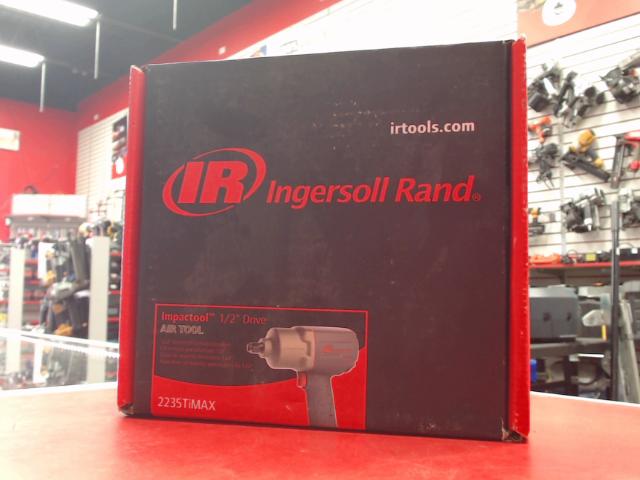 irtools.com
IR Ingersoll Rand®
Impactool™ 1/2" Drive
AIR TOOL
2235TiMAX